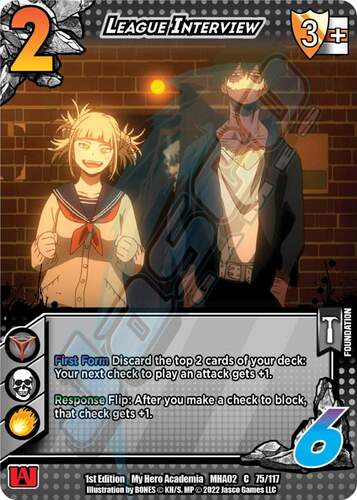 2
League Interview
3 +
First Form Discard the top 2 cards of your deck:
Your next check to play an attack gets +1.
Response Flip: After you make a check to block,
that check gets +1.
FOUNDATION
6
UA
1st Edition My Hero Academia MHA02 C 75/117
Illustration by BONES © KH/S. MP © 2022 Jasco Games LLC